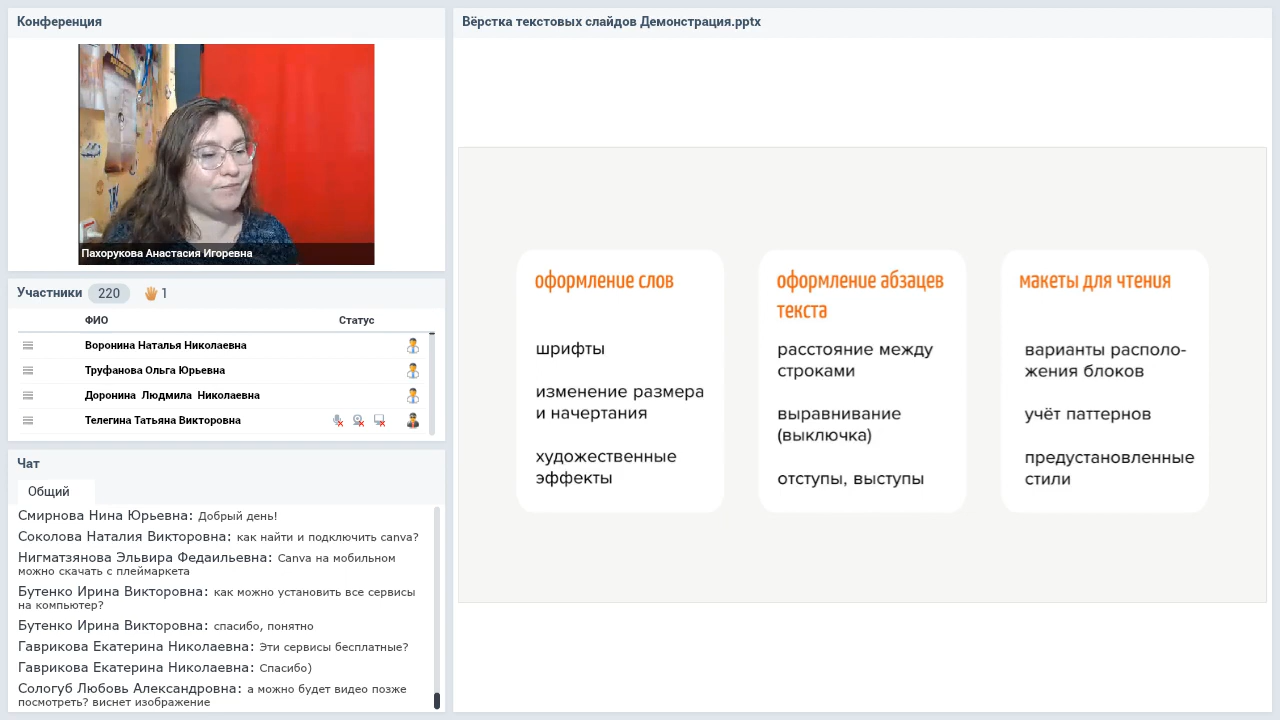 Конференция
Пахорукова Анастасия Игоревна
Участники 220 1
ФИО Статус
Воронина Наталья Николаевна
Труфанова Ольга Юрьевна
Доронина Людмила Николаевна
Телегина Татьяна Викторовна
Чат
Общий
Смирнова Нина Юрьевна: Добрый день!
Соколова Наталия Викторовна: как найти и подключить canva?
Нигматзянова Эльвира Федаильевна: Canva на мобильном
можно скачать с плеймаркета
Бутенко Ирина Викторовна: как можно установить все сервисы
на компьютер?
Бутенко Ирина Викторовна: спасибо, понятно
Гаврикова Екатерина Николаевна: Эти сервисы бесплатные?
Гаврикова Екатерина Николаевна: Спасибо)
Сологуб Любовь Александровна: а можно будет видео позже
посмотреть? виснет изображение
Вёрстка текстовых слайдов Демонстрация.pptx
оформление слов
шрифты
изменение размера
и начертания
художественные
эффекты
оформление абзацев
текста
расстояние между
строками
выравнивание
(выключка)
отступы, выступы
макеты для чтения
варианты располо-
жения блоков
учёт паттернов
предустановленные
стили